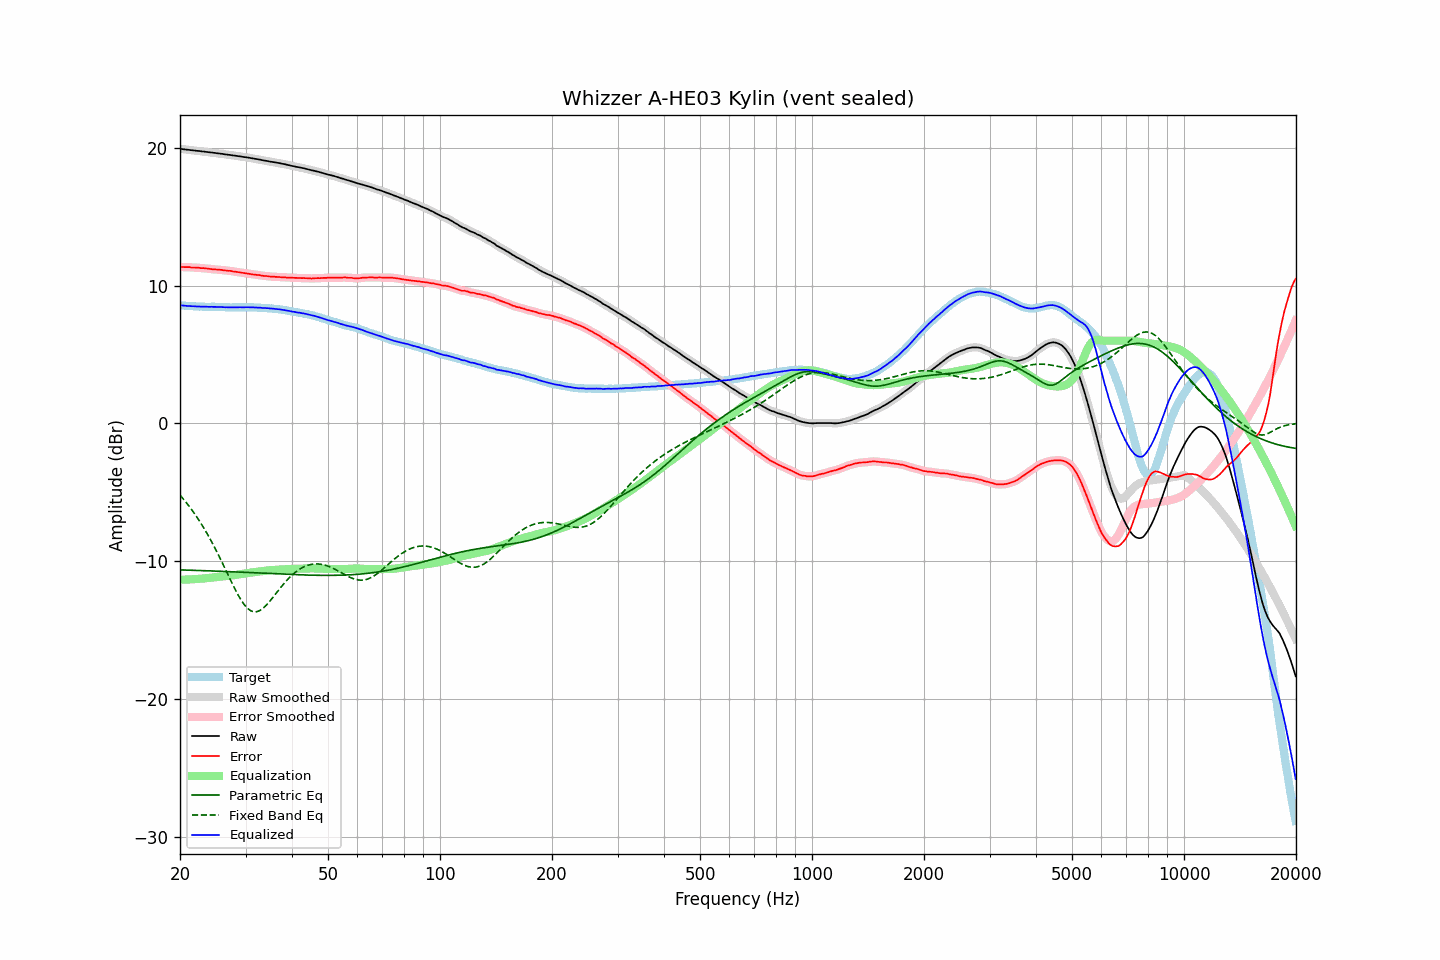 Whizzer A-HE03 Kylin (vent sealed)
20
10
0
−10
−20
−30
Amplitude (dBr)
Target
Raw Smoothed
Error Smoothed
Raw
Error
Equalization
Parametric Eq
Fixed Band Eq
Equalized
20 50 100 200 500 1000 2000 5000 10000 20000
Frequency (Hz)